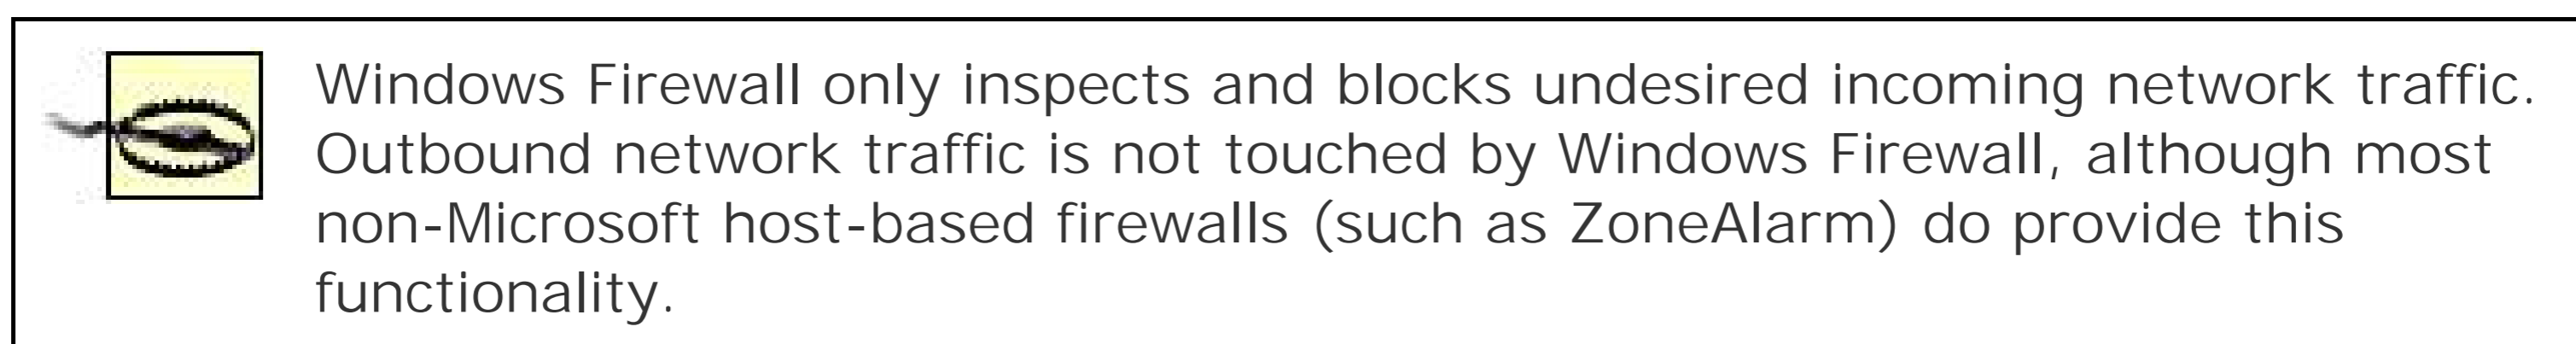 Windows Firewall only inspects and blocks undesired incoming network traffic.
Outbound network traffic is not touched by Windows Firewall, although most
non-Microsoft host-based firewalls (such as ZoneAlarm) do provide this
functionality.